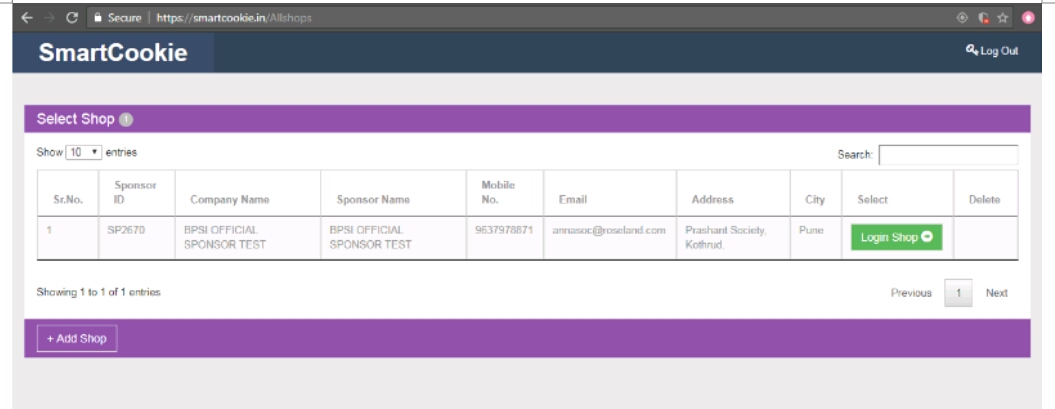 Secure | https://smartcookie.in/Allshops
SmartCookie
Log Out
Select Shop
Show 10 entries
Search:
Sr.No. Sponsor ID Company Name Sponsor Name Mobile No. Email Address City Select Delete
1 SP2670 BPSI OFFICIAL SPONSOR TEST BPSI OFFICIAL SPONSOR TEST 9637978871 annasoc@roseland.com Prashant Society, Kothrud, Pune Login Shop
Showing 1 to 1 of 1 entries
Previous 1 Next
+ Add Shop